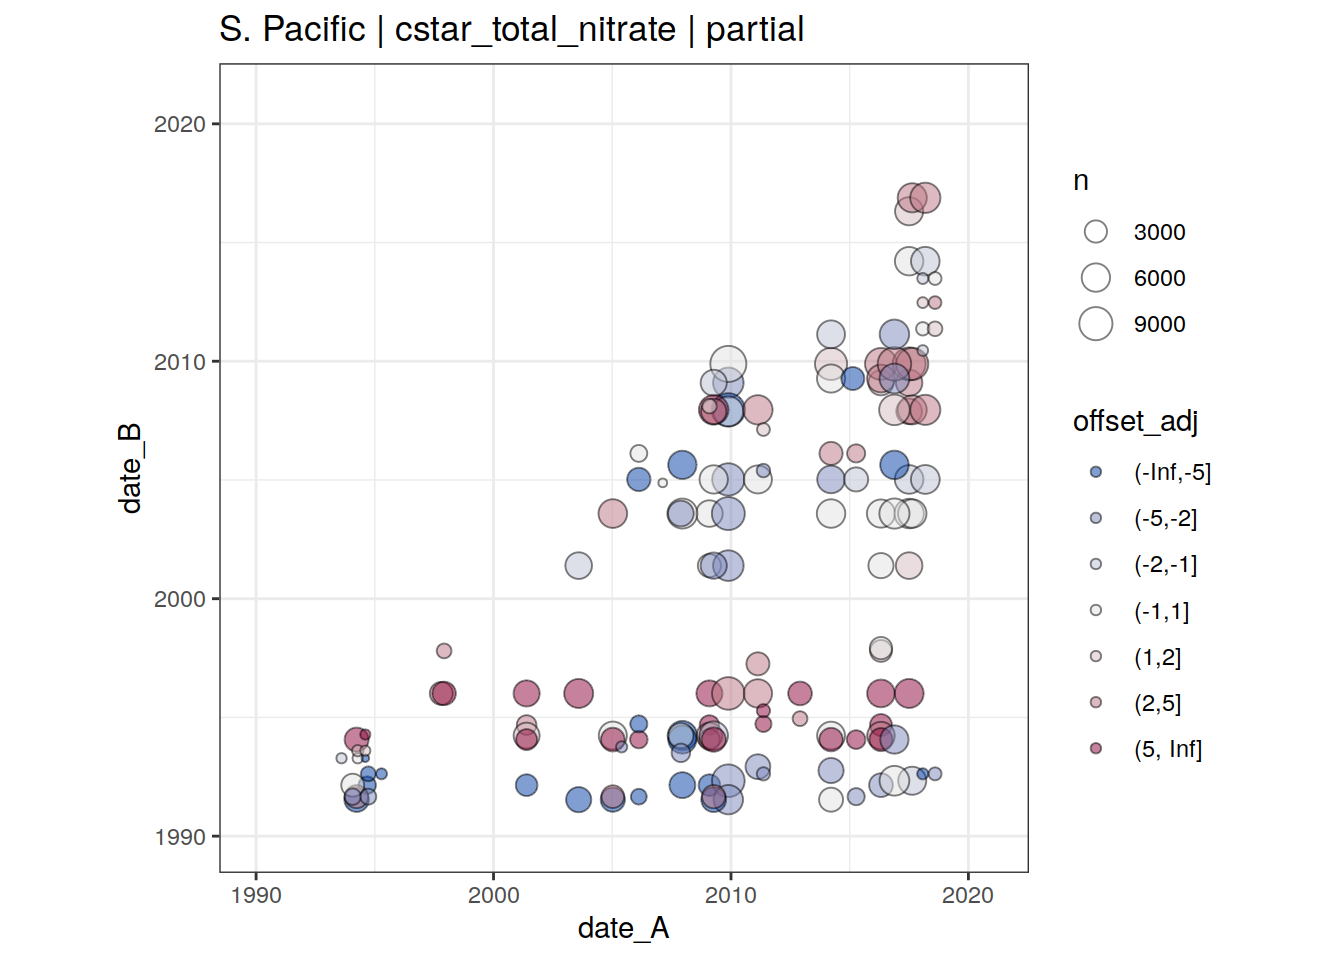 S. Pacific | cstar_total_nitrate | partial
date_B
2020
2010
2000
1990
1990 2000 2010 2020
date_A
n
3000
6000
9000
offset_adj
(-Inf,-5]
(-5,-2]
(-2,-1]
(-1,1]
(1,2]
(2,5]
(5, Inf]